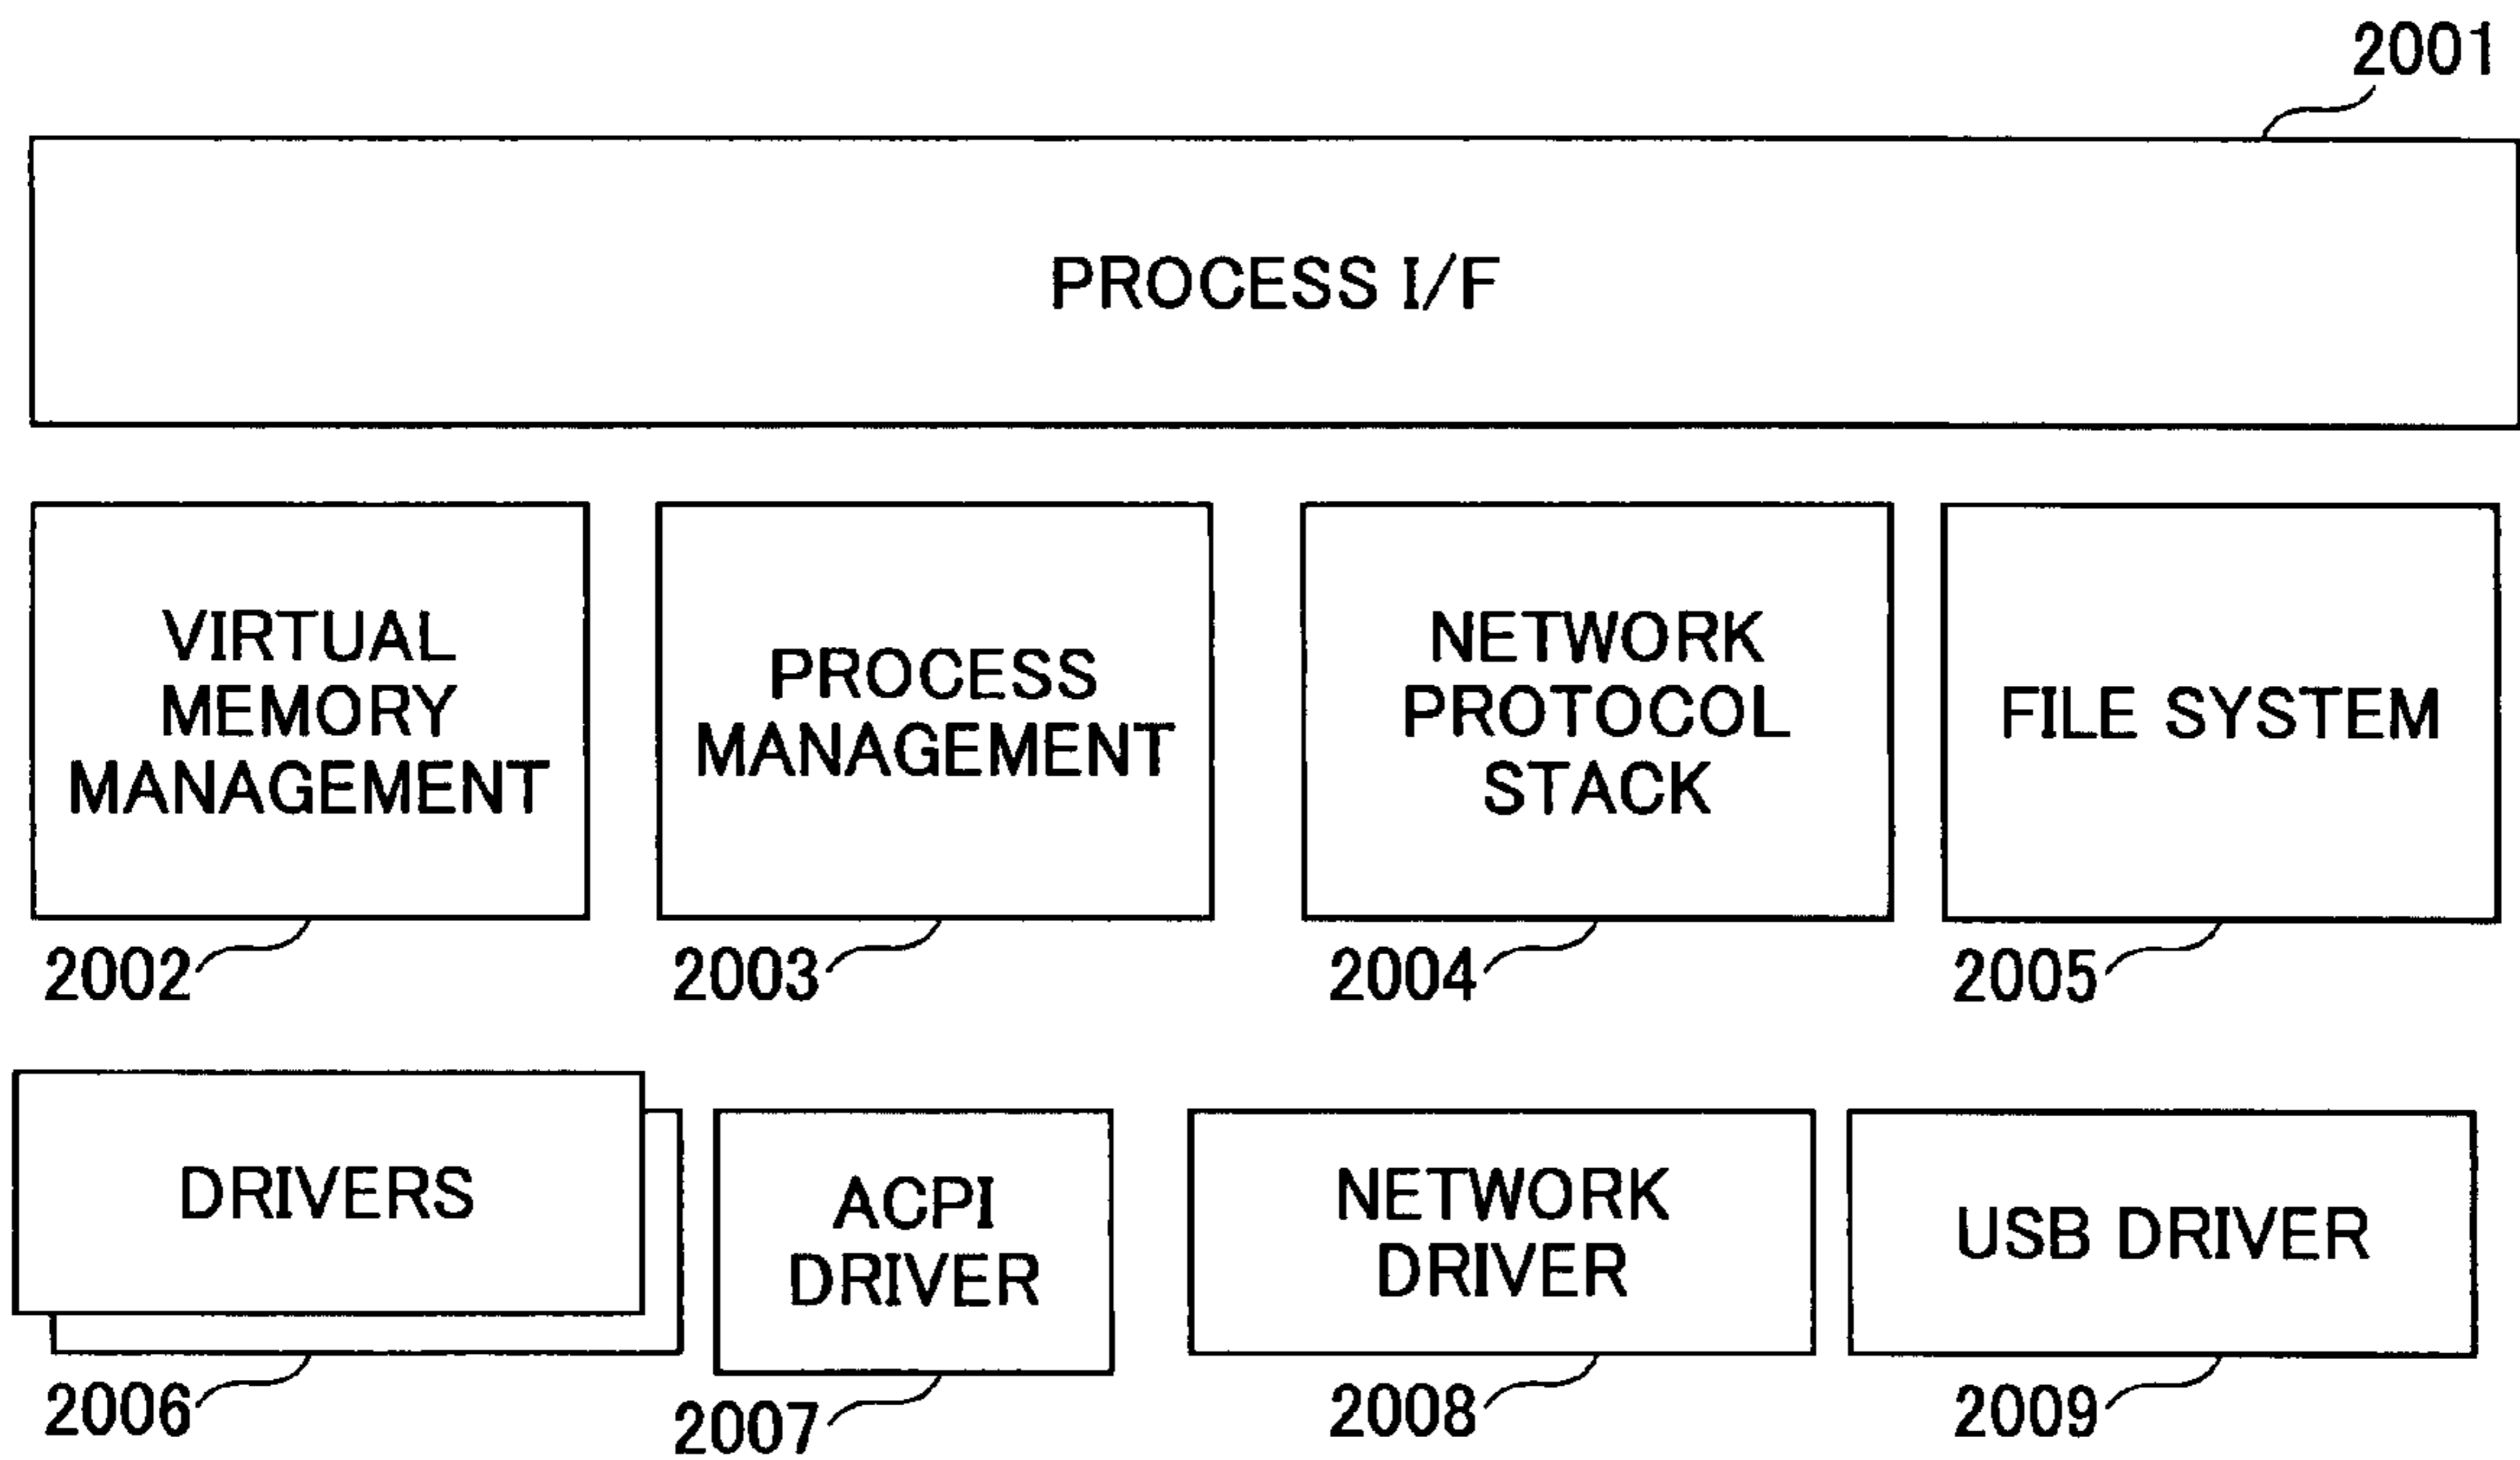 2001
PROCESS I/F
VIRTUAL
MEMORY
MANAGEMENT
2002
PROCESS
MANAGEMENT
2003
NETWORK
PROTOCOL
STACK
2004
FILE SYSTEM
2005
DRIVERS
2006
ACPI
DRIVER
2007
NETWORK
DRIVER
2008
USB DRIVER
2009